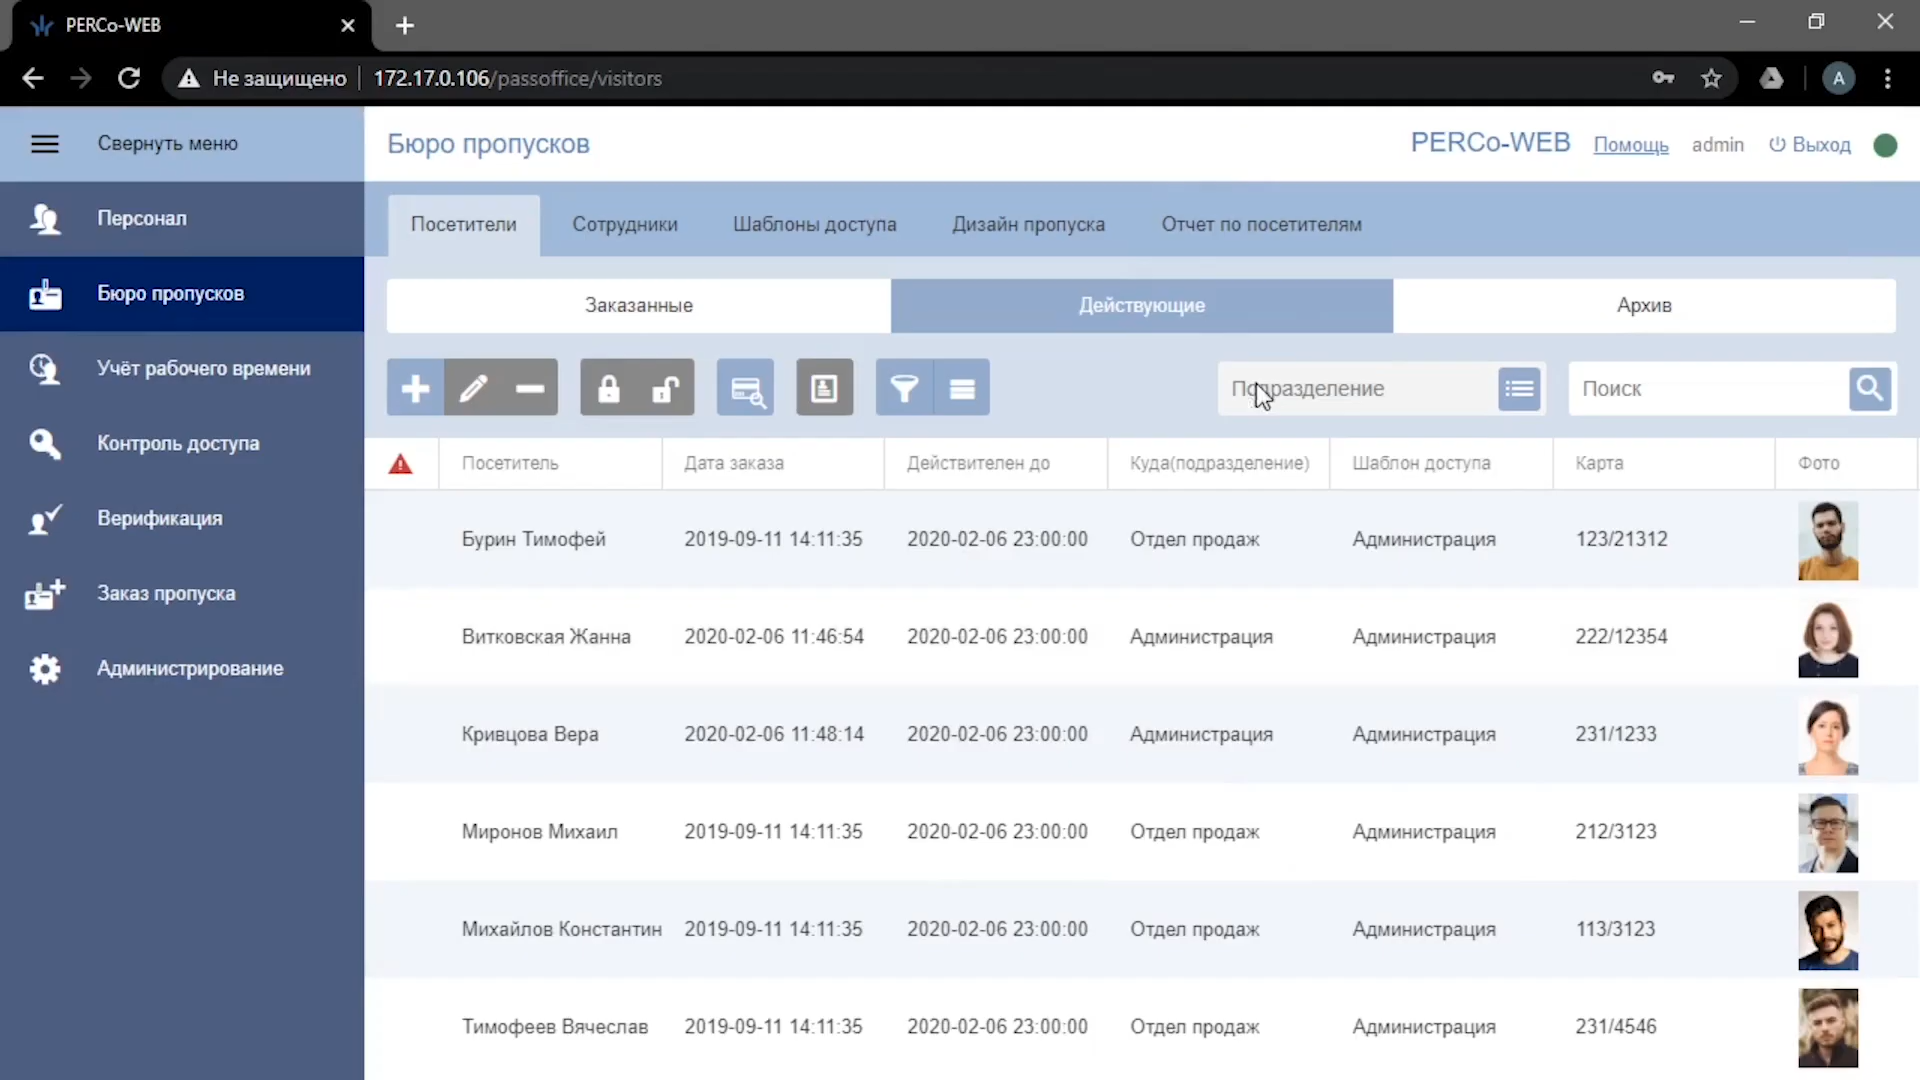 PERCo-WEB
Не защищено 172.17.0.106/passoffice/visitors
A
Свернуть меню
Бюро пропусков
PERCo-WEB Помощь admin Выход
Персонал
Бюро пропусков
Учёт рабочего времени
Контроль доступа
Верификация
Заказ пропуска
Администрирование
Посетители Сотрудники Шаблоны доступа Дизайн пропуска Отчет по посетителям
Заказанные Действующие Архив
Подразделение Поиск
Посетитель Дата заказа Действителен до Куда(подразделение) Шаблон доступа Карта Фото
Бурин Тимофей 2019-09-11 14:11:35 2020-02-06 23:00:00 Отдел продаж Администрация 123/21312
Витковская Жанна 2020-02-06 11:46:54 2020-02-06 23:00:00 Администрация Администрация 222/12354
Кривцова Вера 2020-02-06 11:48:14 2020-02-06 23:00:00 Администрация Администрация 231/1233
Миронов Михаил 2019-09-11 14:11:35 2020-02-06 23:00:00 Отдел продаж Администрация 212/3123
Михайлов Константин 2019-09-11 14:11:35 2020-02-06 23:00:00 Отдел продаж Администрация 113/3123
Тимофеев Вячеслав 2019-09-11 14:11:35 2020-02-06 23:00:00 Отдел продаж Администрация 231/4546